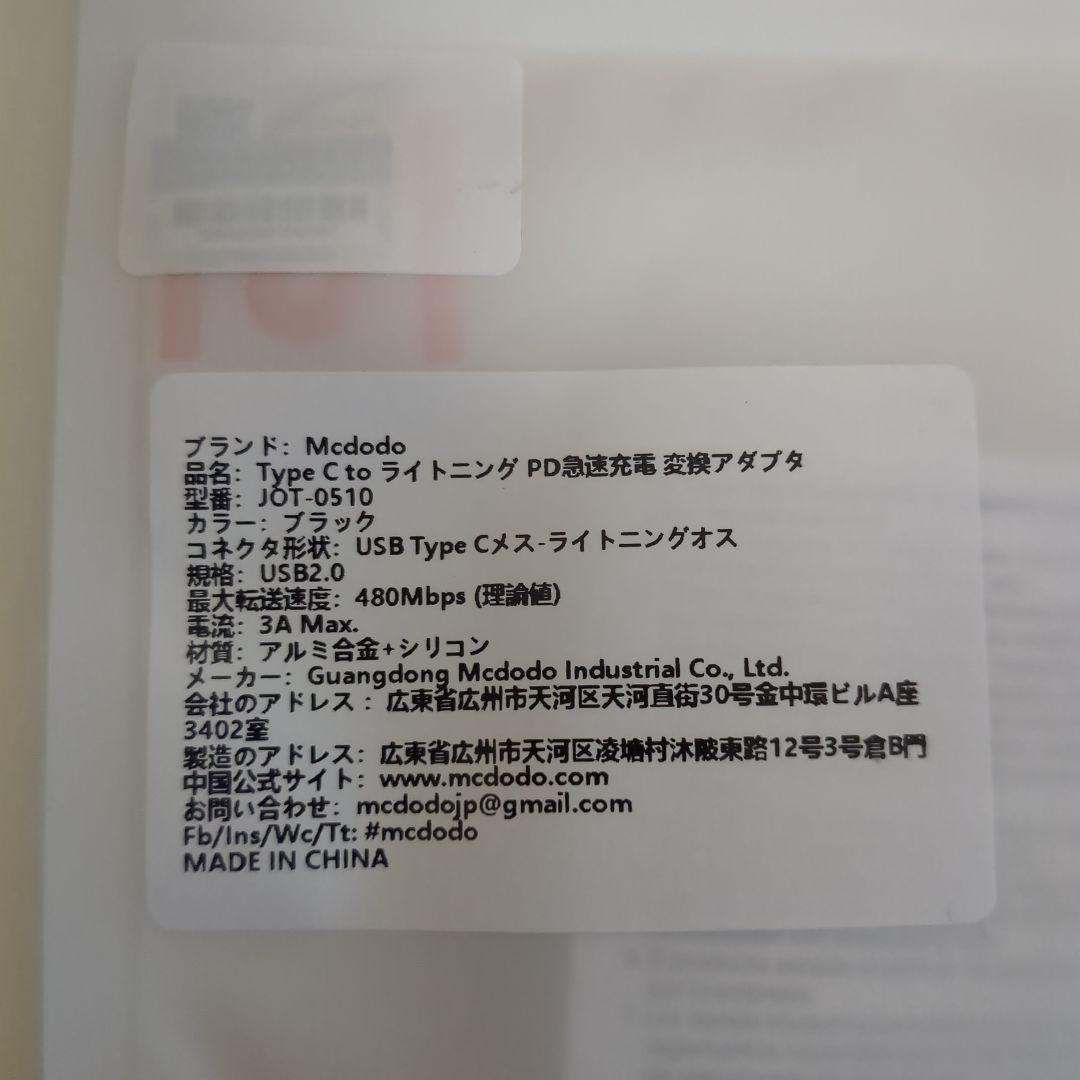 ブランド：Mcdodo
品名：Type C to ライトニング PD急速充電 変換アダプタ
型番：JOT-0510
カラー：ブラック
コネクタ形状：USB Type Cメス-ライトニングオス
規格：USB2.0
最大転送速度：480Mbps (理論値)
電流：3A Max.
材質：アルミ合金+シリコン
メーカー：Guangdong Mcdodo Industrial Co., Ltd.
会社のアドレス：広東省広州市天河区天河直街30号金中環ビルA座
3402室
製造のアドレス：広東省広州市天河区凌塘村沐陂東路12号3号倉B門
中国公式サイト：www.mcdodo.com
お問い合わせ：mcdodojp@gmail.com
Fb/Ins/Wc/Tt: #mcdodo
MADE IN CHINA